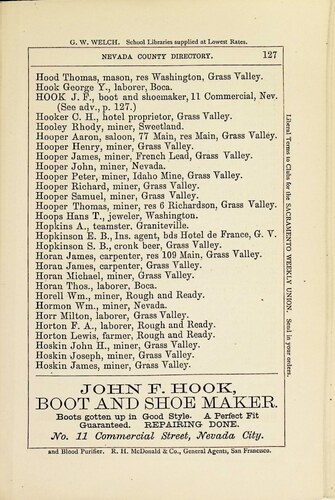 G. W. WELCH. School Libraries supplied at Lowest Rates.
NEVADA COUNTY DIRECTORY. 127
Hood Thomas, mason, res Washington, Grass Valley.
Hook George Y., laborer, Boca.
HOOK J. F., boot and shoemaker, 11 Commercial, Nev.
(See adv., p. 127.)
Hooker C. H., hotel proprietor, Grass Valley.
Hooley Rhody, miner, Sweetland.
Hooper Aaron, saloon, 77 Main, res Main, Grass Valley.
Hooper Henry, miner, Grass Valley.
Hooper James, miner, French Lead, Grass Valley.
Hooper John, miner, Nevada.
Hooper Peter, miner, Idaho Mine, Grass Valley.
Hooper Richard, miner, Grass Valley.
Hooper Samuel, miner, Grass Valley.
Hooper Thomas, miner, res 6 Richardson, Grass Valley.
Hoops Hans T., jeweler, Washington.
Hopkins A., teamster, Graniteville.
Hopkinson E. B., Ins. agent, bds Hotel de France, G. V.
Hopkinson S. B., cronk beer, Grass Valley.
Horan James, carpenter, res 109 Main, Grass Valley.
Horan James, carpenter, Grass Valley.
Horan Michael, miner, Grass Valley.
Horan Thos., laborer, Boca.
Horell Wm., miner, Rough and Ready.
Hormon Wm., miner, Nevada.
Horr Milton, laborer, Grass Valley.
Horton F. A., laborer, Rough and Ready.
Horton Lewis, farmer, Rough and Ready.
Hoskin John H., miner, Grass Valley.
Hoskin Joseph, miner, Grass Valley.
Hoskin James, miner, Grass Valley.
Liberal Terms to Clubs for the SACRAMENTO WEEKLY UNION. Send in your orders.
JOHN F. HOOK,
BOOT AND SHOE MAKER.
Boots gotten up in Good Style. A Perfect Fit
Guaranteed. REPAIRING DONE.
No. 11 Commercial Street, Nevada City.
and Blood Purifier. R. H. McDonald & Co., General Agents, San Francisco.